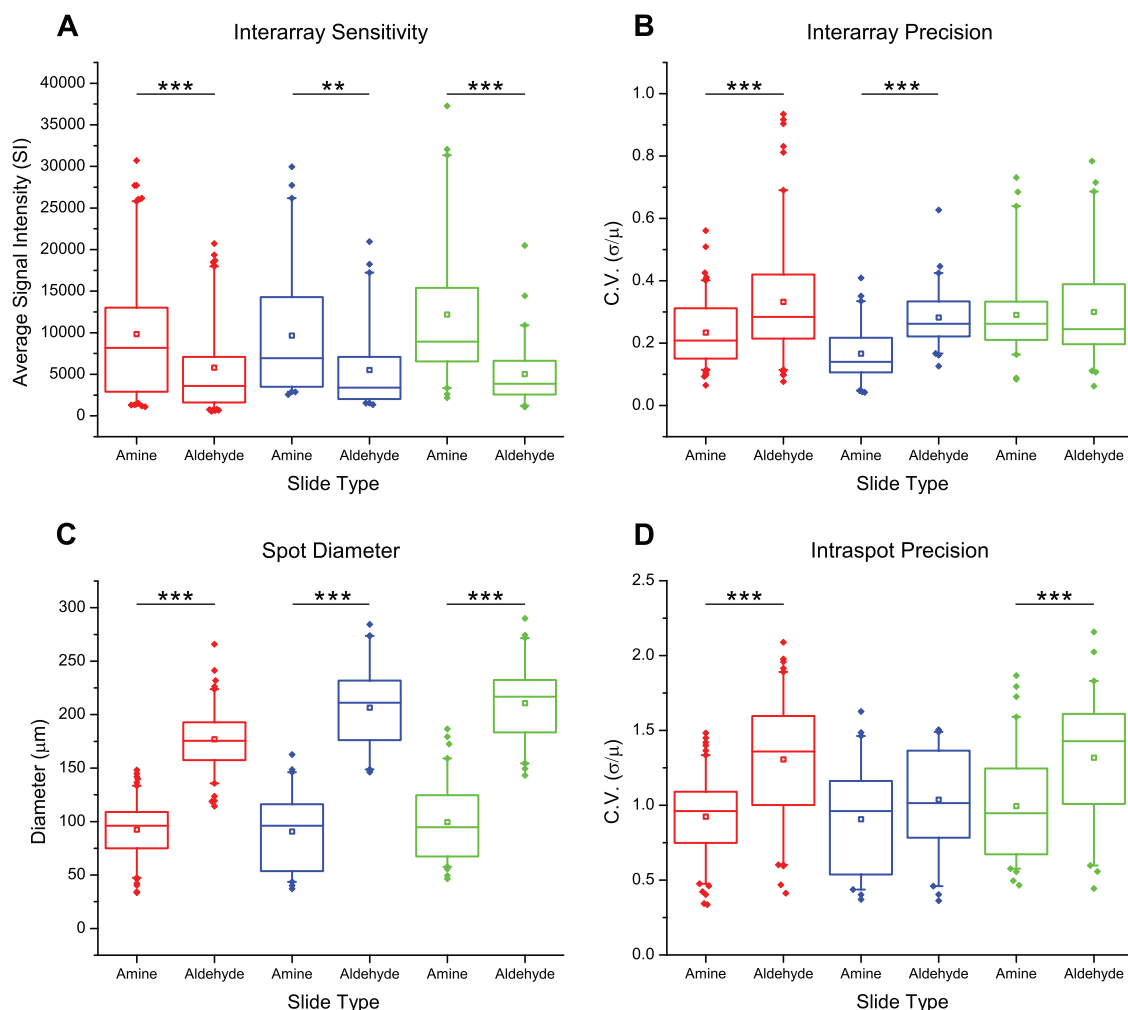 A
Interarray Sensitivity
***
**
***
40000
35000
30000
25000
20000
15000
10000
5000
0
Average Signal Intensity (SI)
Amine Aldehyde Amine Aldehyde Amine Aldehyde
Slide Type
B
Interarray Precision
***
***
1.0
0.8
0.6
0.4
0.2
0.0
C.V. (σ/μ)
Amine Aldehyde Amine Aldehyde Amine Aldehyde
Slide Type
C
Spot Diameter
***
***
***
300
250
200
150
100
50
0
Diameter (μm)
Amine Aldehyde Amine Aldehyde Amine Aldehyde
Slide Type
D
Intraspot Precision
***
***
2.5
2.0
1.5
1.0
0.5
0.0
C.V. (σ/μ)
Amine Aldehyde Amine Aldehyde Amine Aldehyde
Slide Type